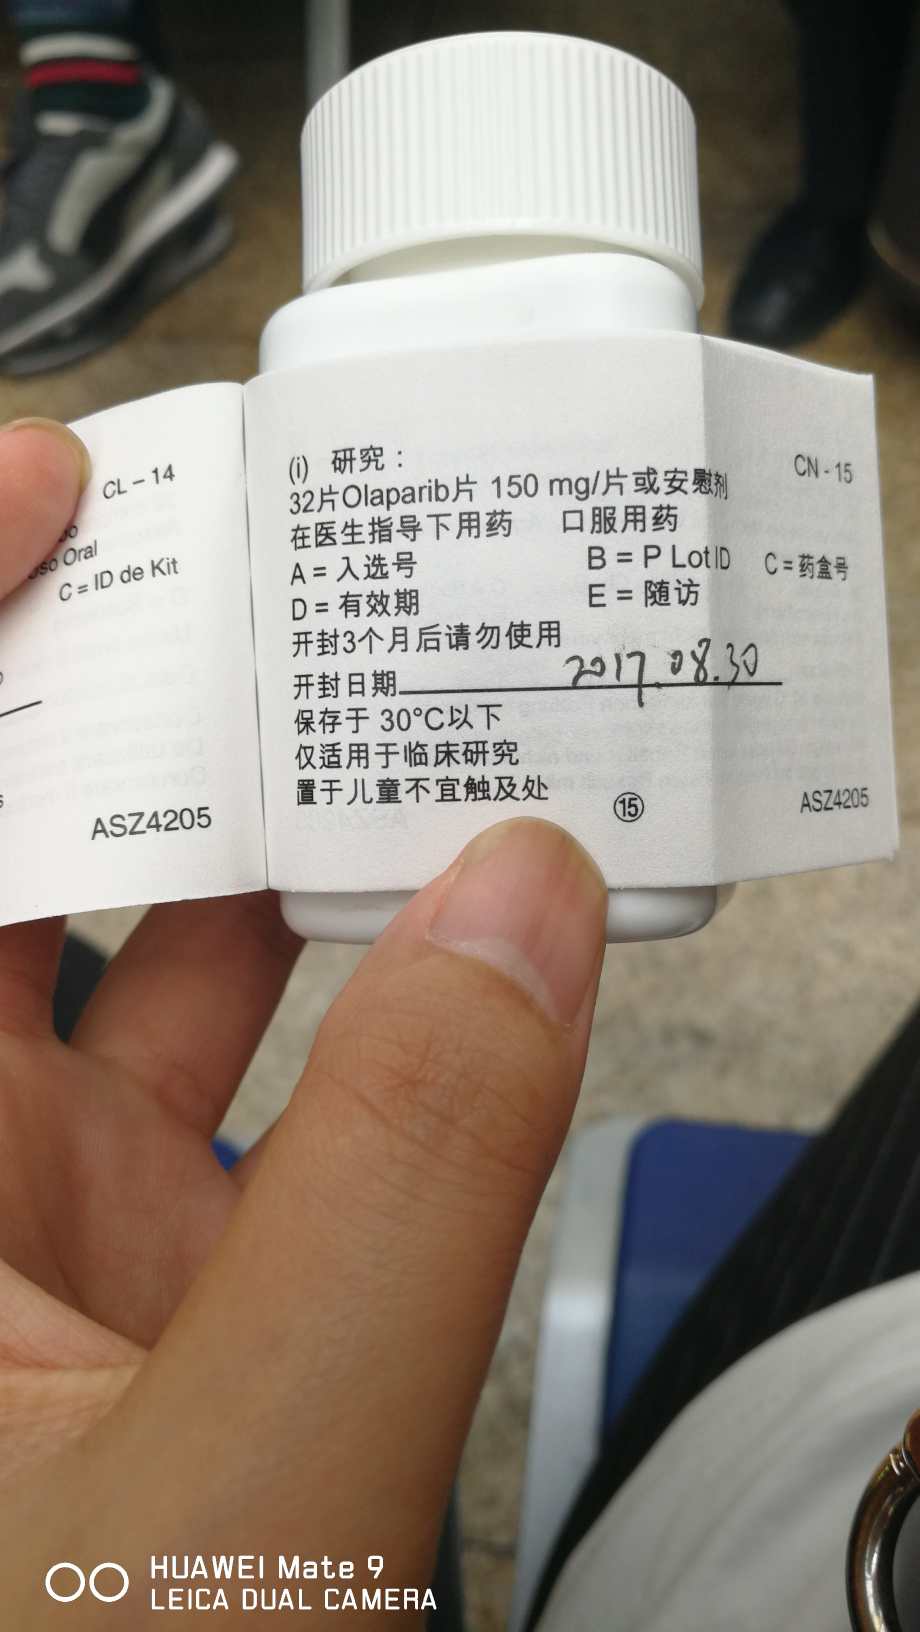 CL – 14
uso Oral
C = ID de Kit
ASZ4205
(i) 研究：
32片Olaparib片 150 mg/片或安慰剂
在医生指导下用药 口服用药
A = 入选号 B = P Lot ID C = 药盒号
D = 有效期 E = 随访
开封3个月后请勿使用
开封日期 2017.08.30
保存于 30°C以下
仅适用于临床研究
置于儿童不宜触及处
⑮
CN - 15
ASZ4205
HUAWEI Mate 9
LEICA DUAL CAMERA